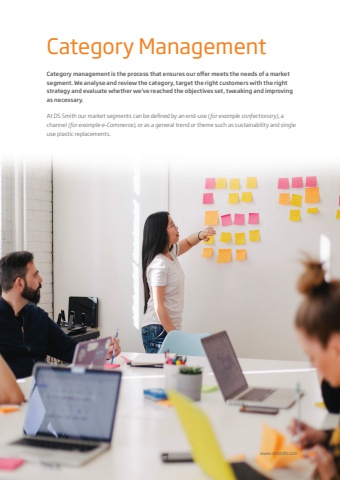 Category Management
Category management is the process that ensures our offer meets the needs of a market
segment. We analyse and review the category, target the right customers with the right
strategy and evaluate whether we've reached the objectives set, tweaking and improving
as necessary.
At DS Smith our market segments can be defined by an end-use (for example confectionary), a
channel (for example e-Commerce), or as a general trend or theme such as sustainability and single
use plastic replacements.
www.dssmith.com